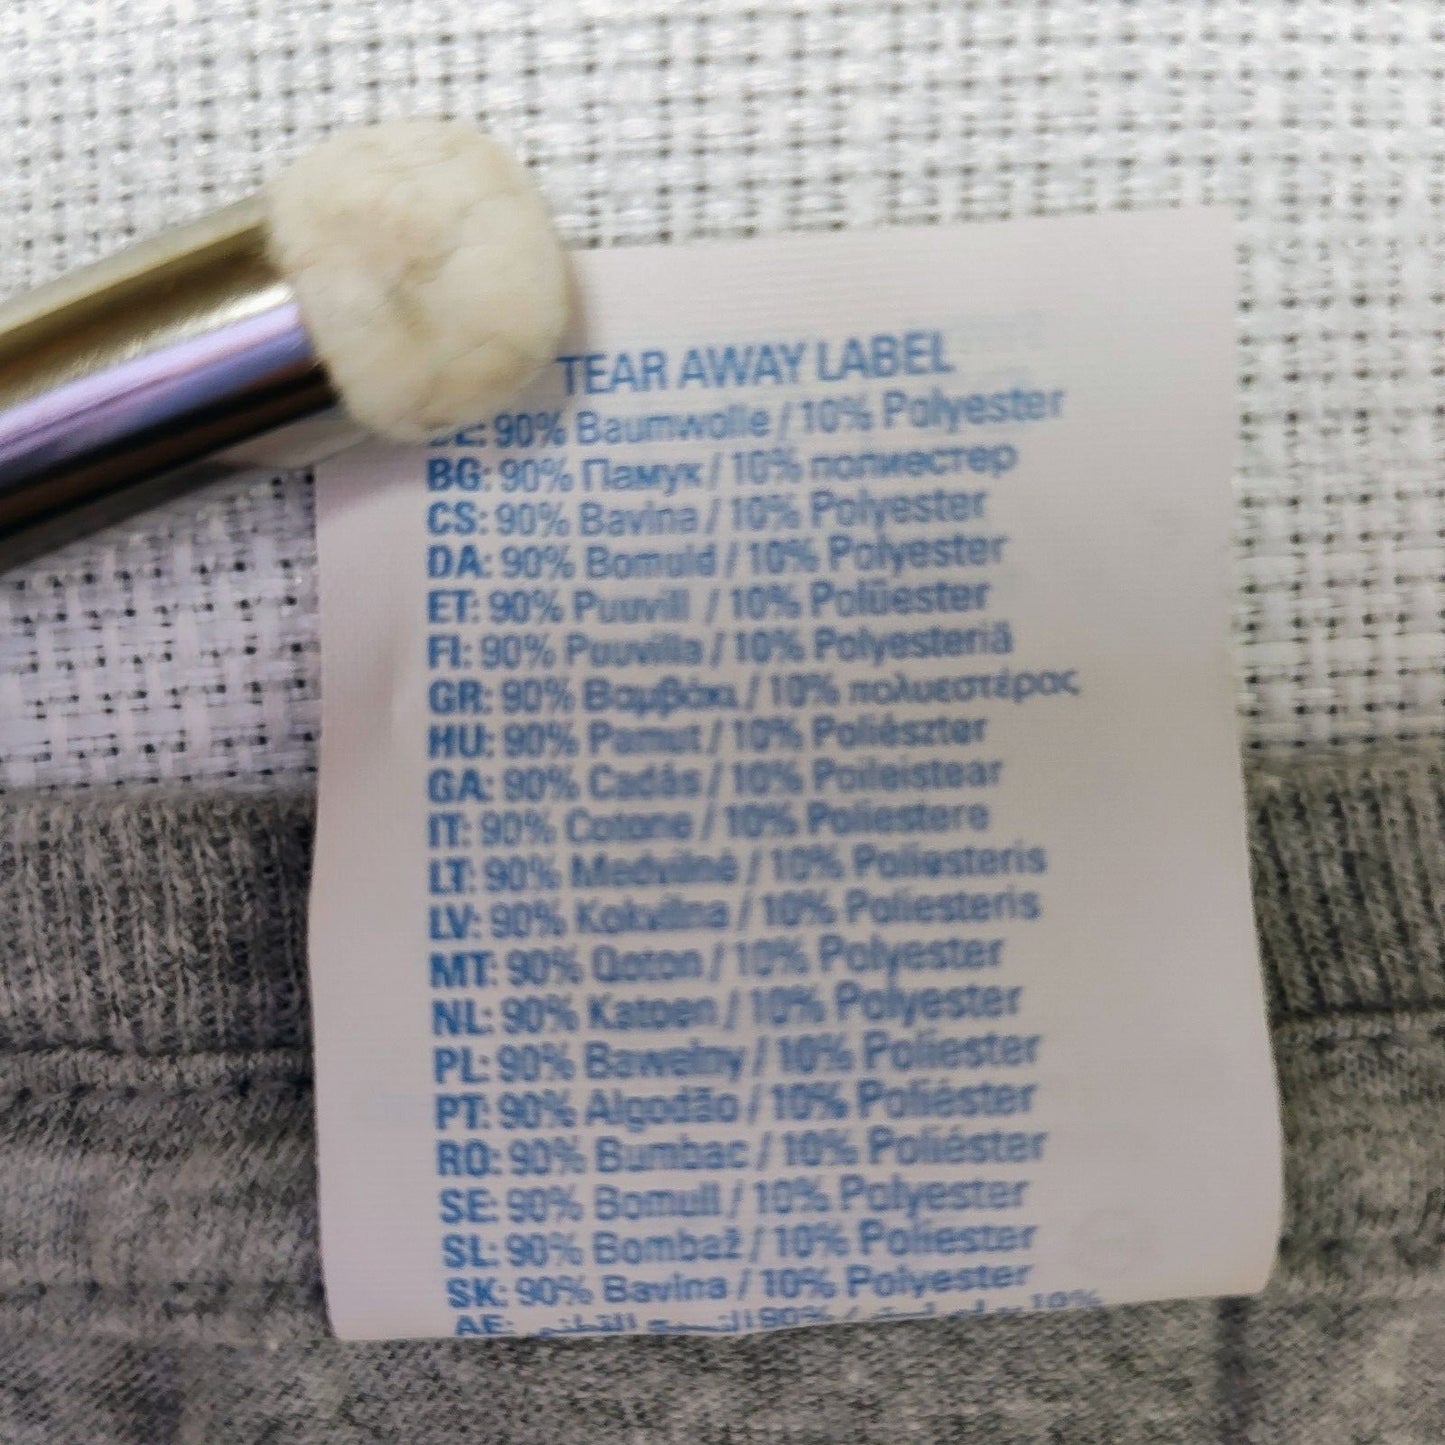 TEAR AWAY LABEL
DE: 90% Baumwolle / 10% Polyester
BG: 90% Памук / 10% полиестер
CS: 90% Bavlna / 10% Polyester
DA: 90% Bomuld / 10% Polyester
ET: 90% Puuvill / 10% Polüester
FI: 90% Puuvilla / 10% Polyesteriä
GR: 90% Βαμβάκι / 10% πολυεστέρας
HU: 90% Pamut / 10% Poliészter
GA: 90% Cadás / 10% Poileistear
IT: 90% Cotone / 10% Poliestere
LT: 90% Medvilnė / 10% Poliesteris
LV: 90% Kokvilna / 10% Poliesteris
MT: 90% Qoton / 10% Polyester
NL: 90% Katoen / 10% Polyester
PL: 90% Bawełny / 10% Poliester
PT: 90% Algodão / 10% Poliéster
RO: 90% Bumbac / 10% Poliéster
SE: 90% Bomull / 10% Polyester
SL: 90% Bombaž / 10% Poliester
SK: 90% Bavlna / 10% Polyester
AE: 90% / 10%